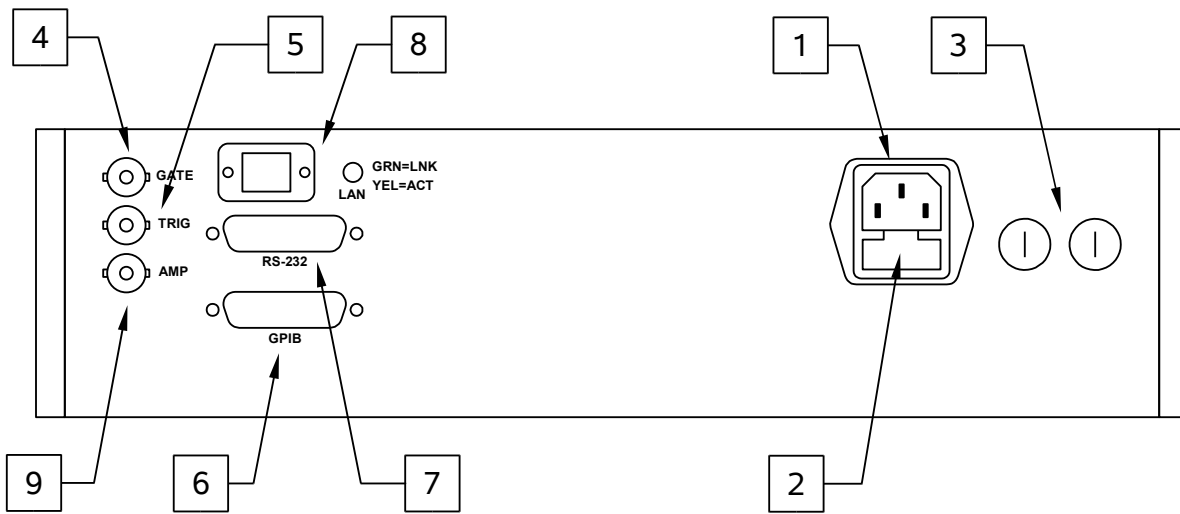 4
5
8
1
3
GATE
GRN=LNK
YEL=ACT
LAN
TRIG
RS-232
AMP
GPIB
2
9
6
7